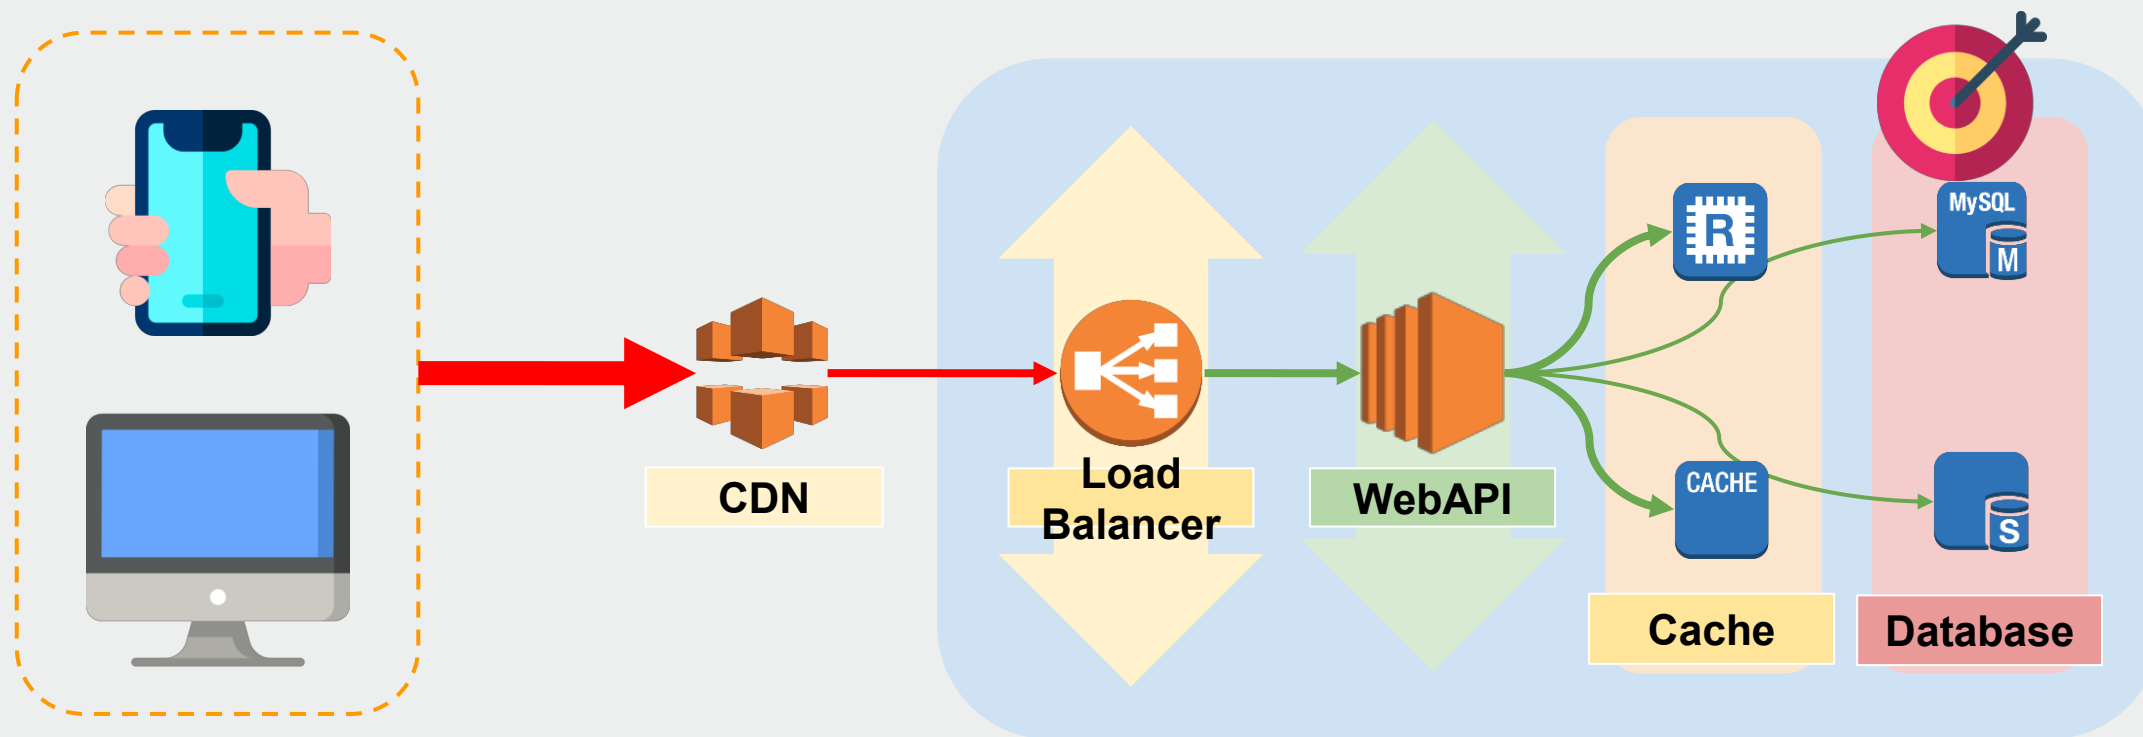 CDN
Load
Balancer
WebAPI
R
CACHE
Cache
MySQL
M
S
Database